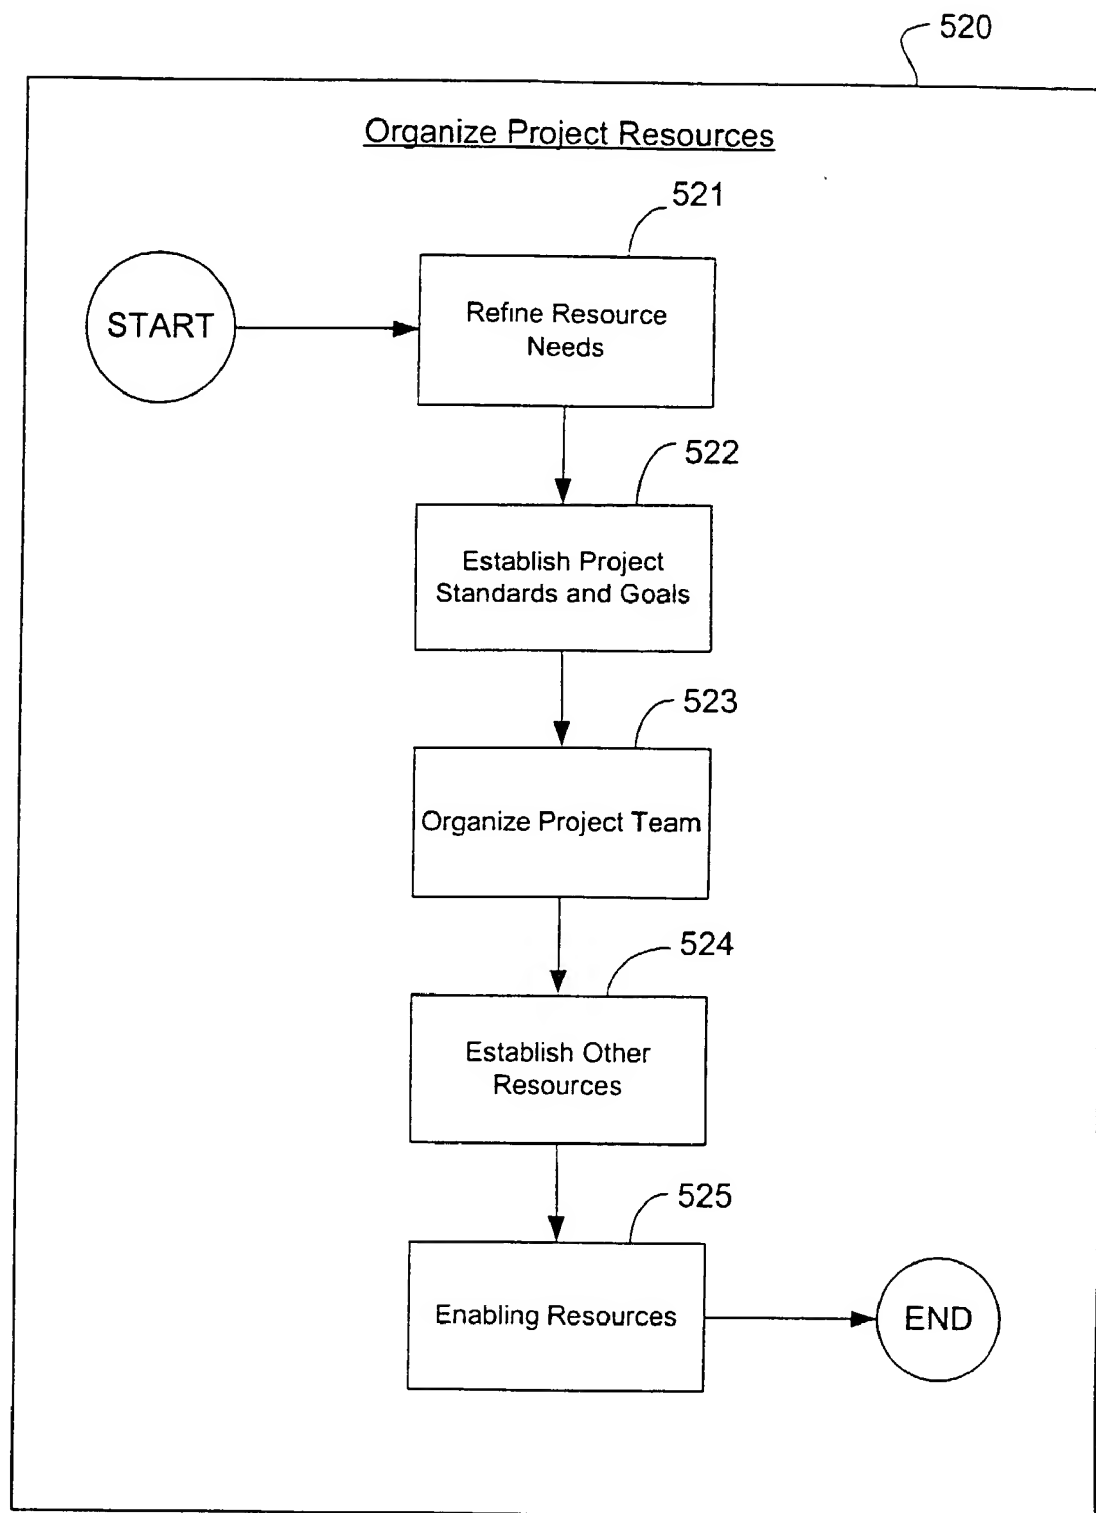 520
Organize Project Resources
521
START
Refine Resource
Needs
522
Establish Project
Standards and Goals
523
Organize Project Team
524
Establish Other
Resources
525
Enabling Resources
END